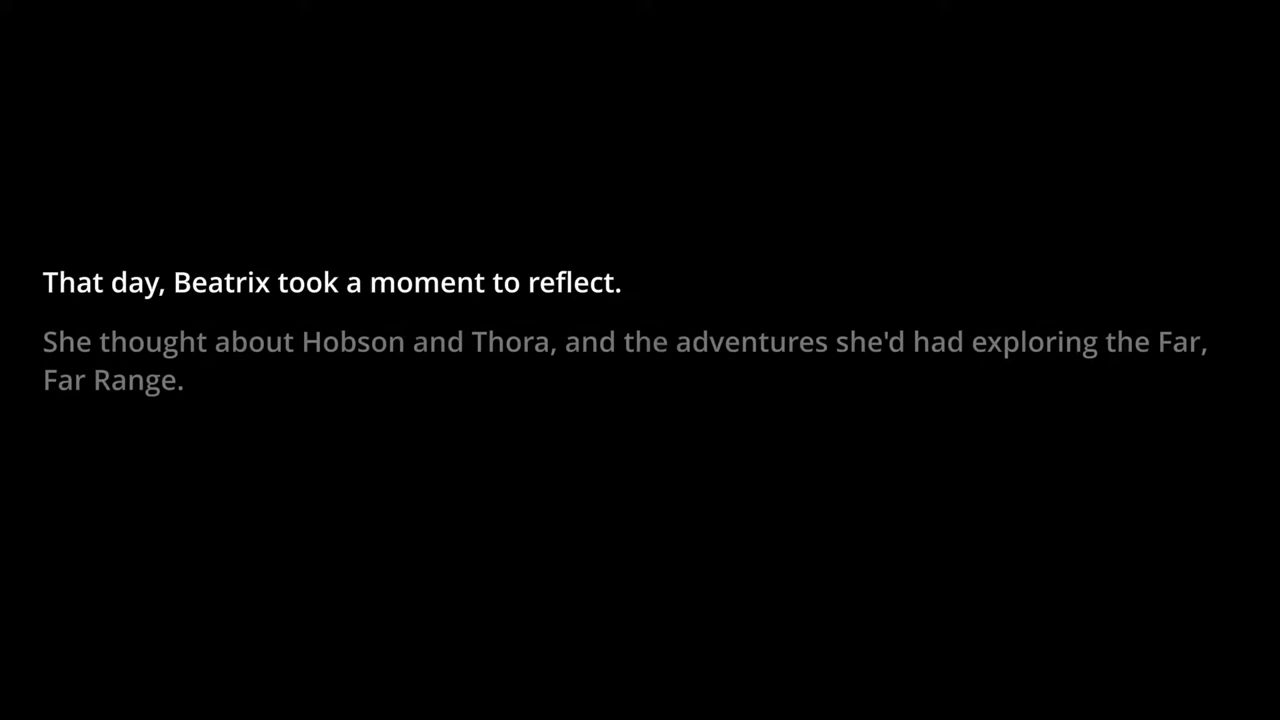 That day, Beatrix took a moment to reflect.
She thought about Hobson and Thora, and the adventures she'd had exploring the Far,
Far Range.